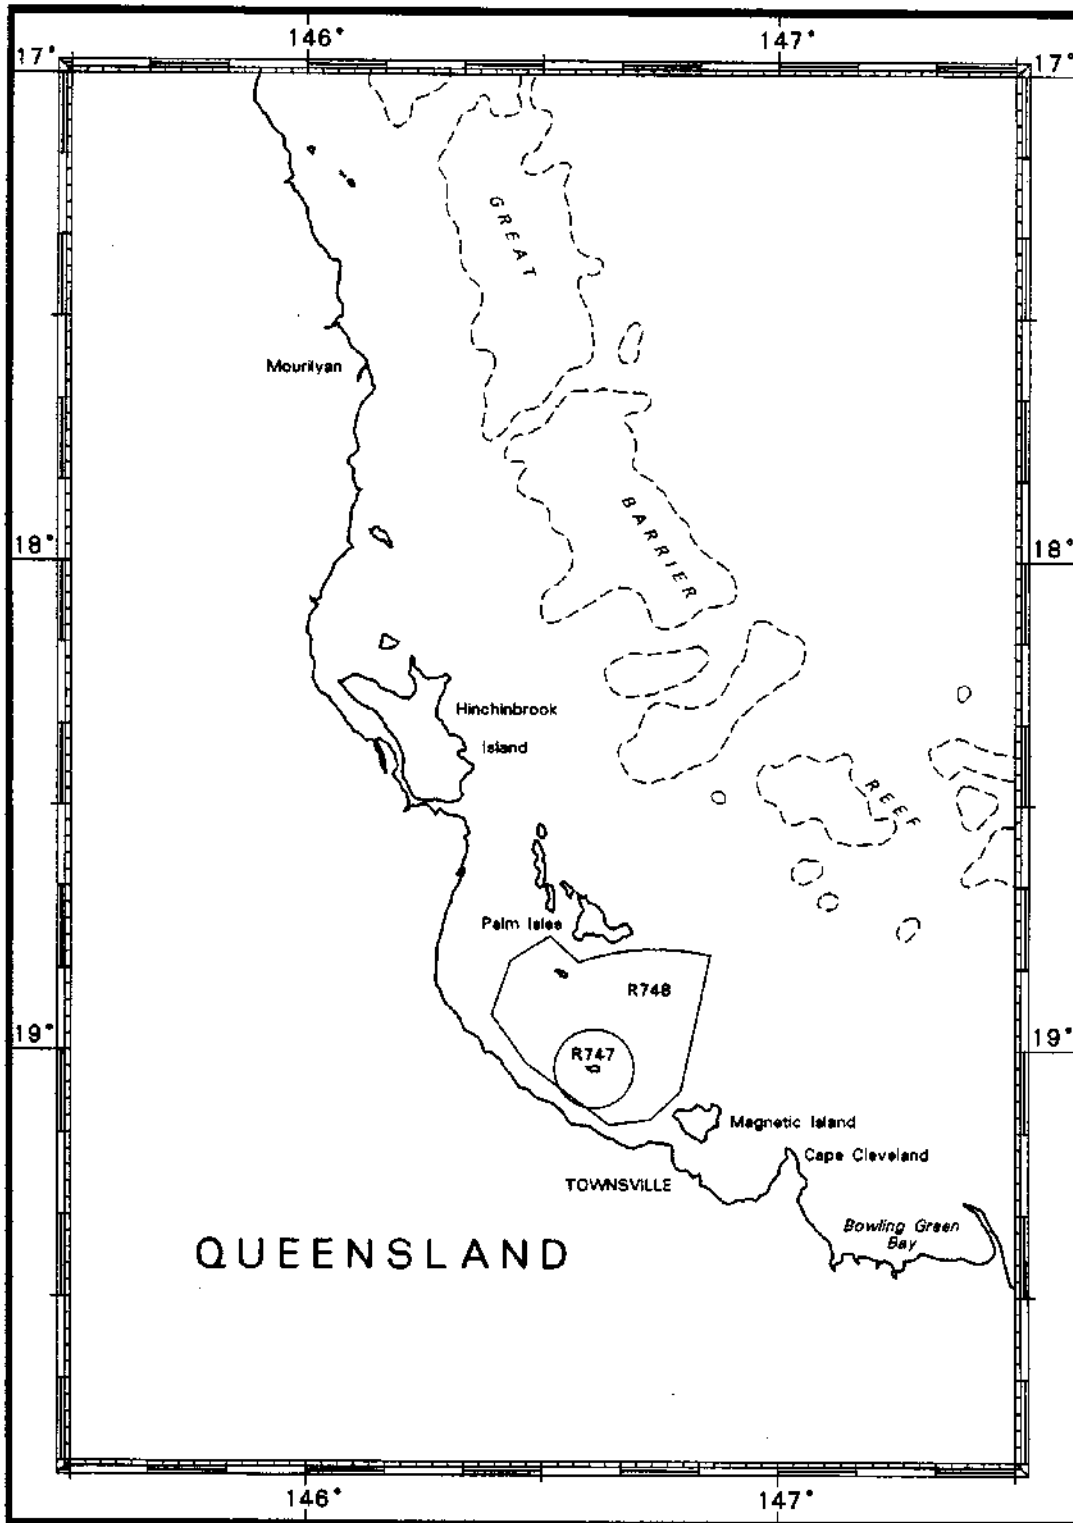 146°
147°
17°
17°
GREAT
Mourilyan
BARRIER
18°
18°
Hinchinbrook
Island
REEF
Palm Isles
R748
19°
19°
R747
Magnetic Island
Cape Cleveland
TOWNSVILLE
Bowling Green
Bay
QUEENSLAND
146°
147°